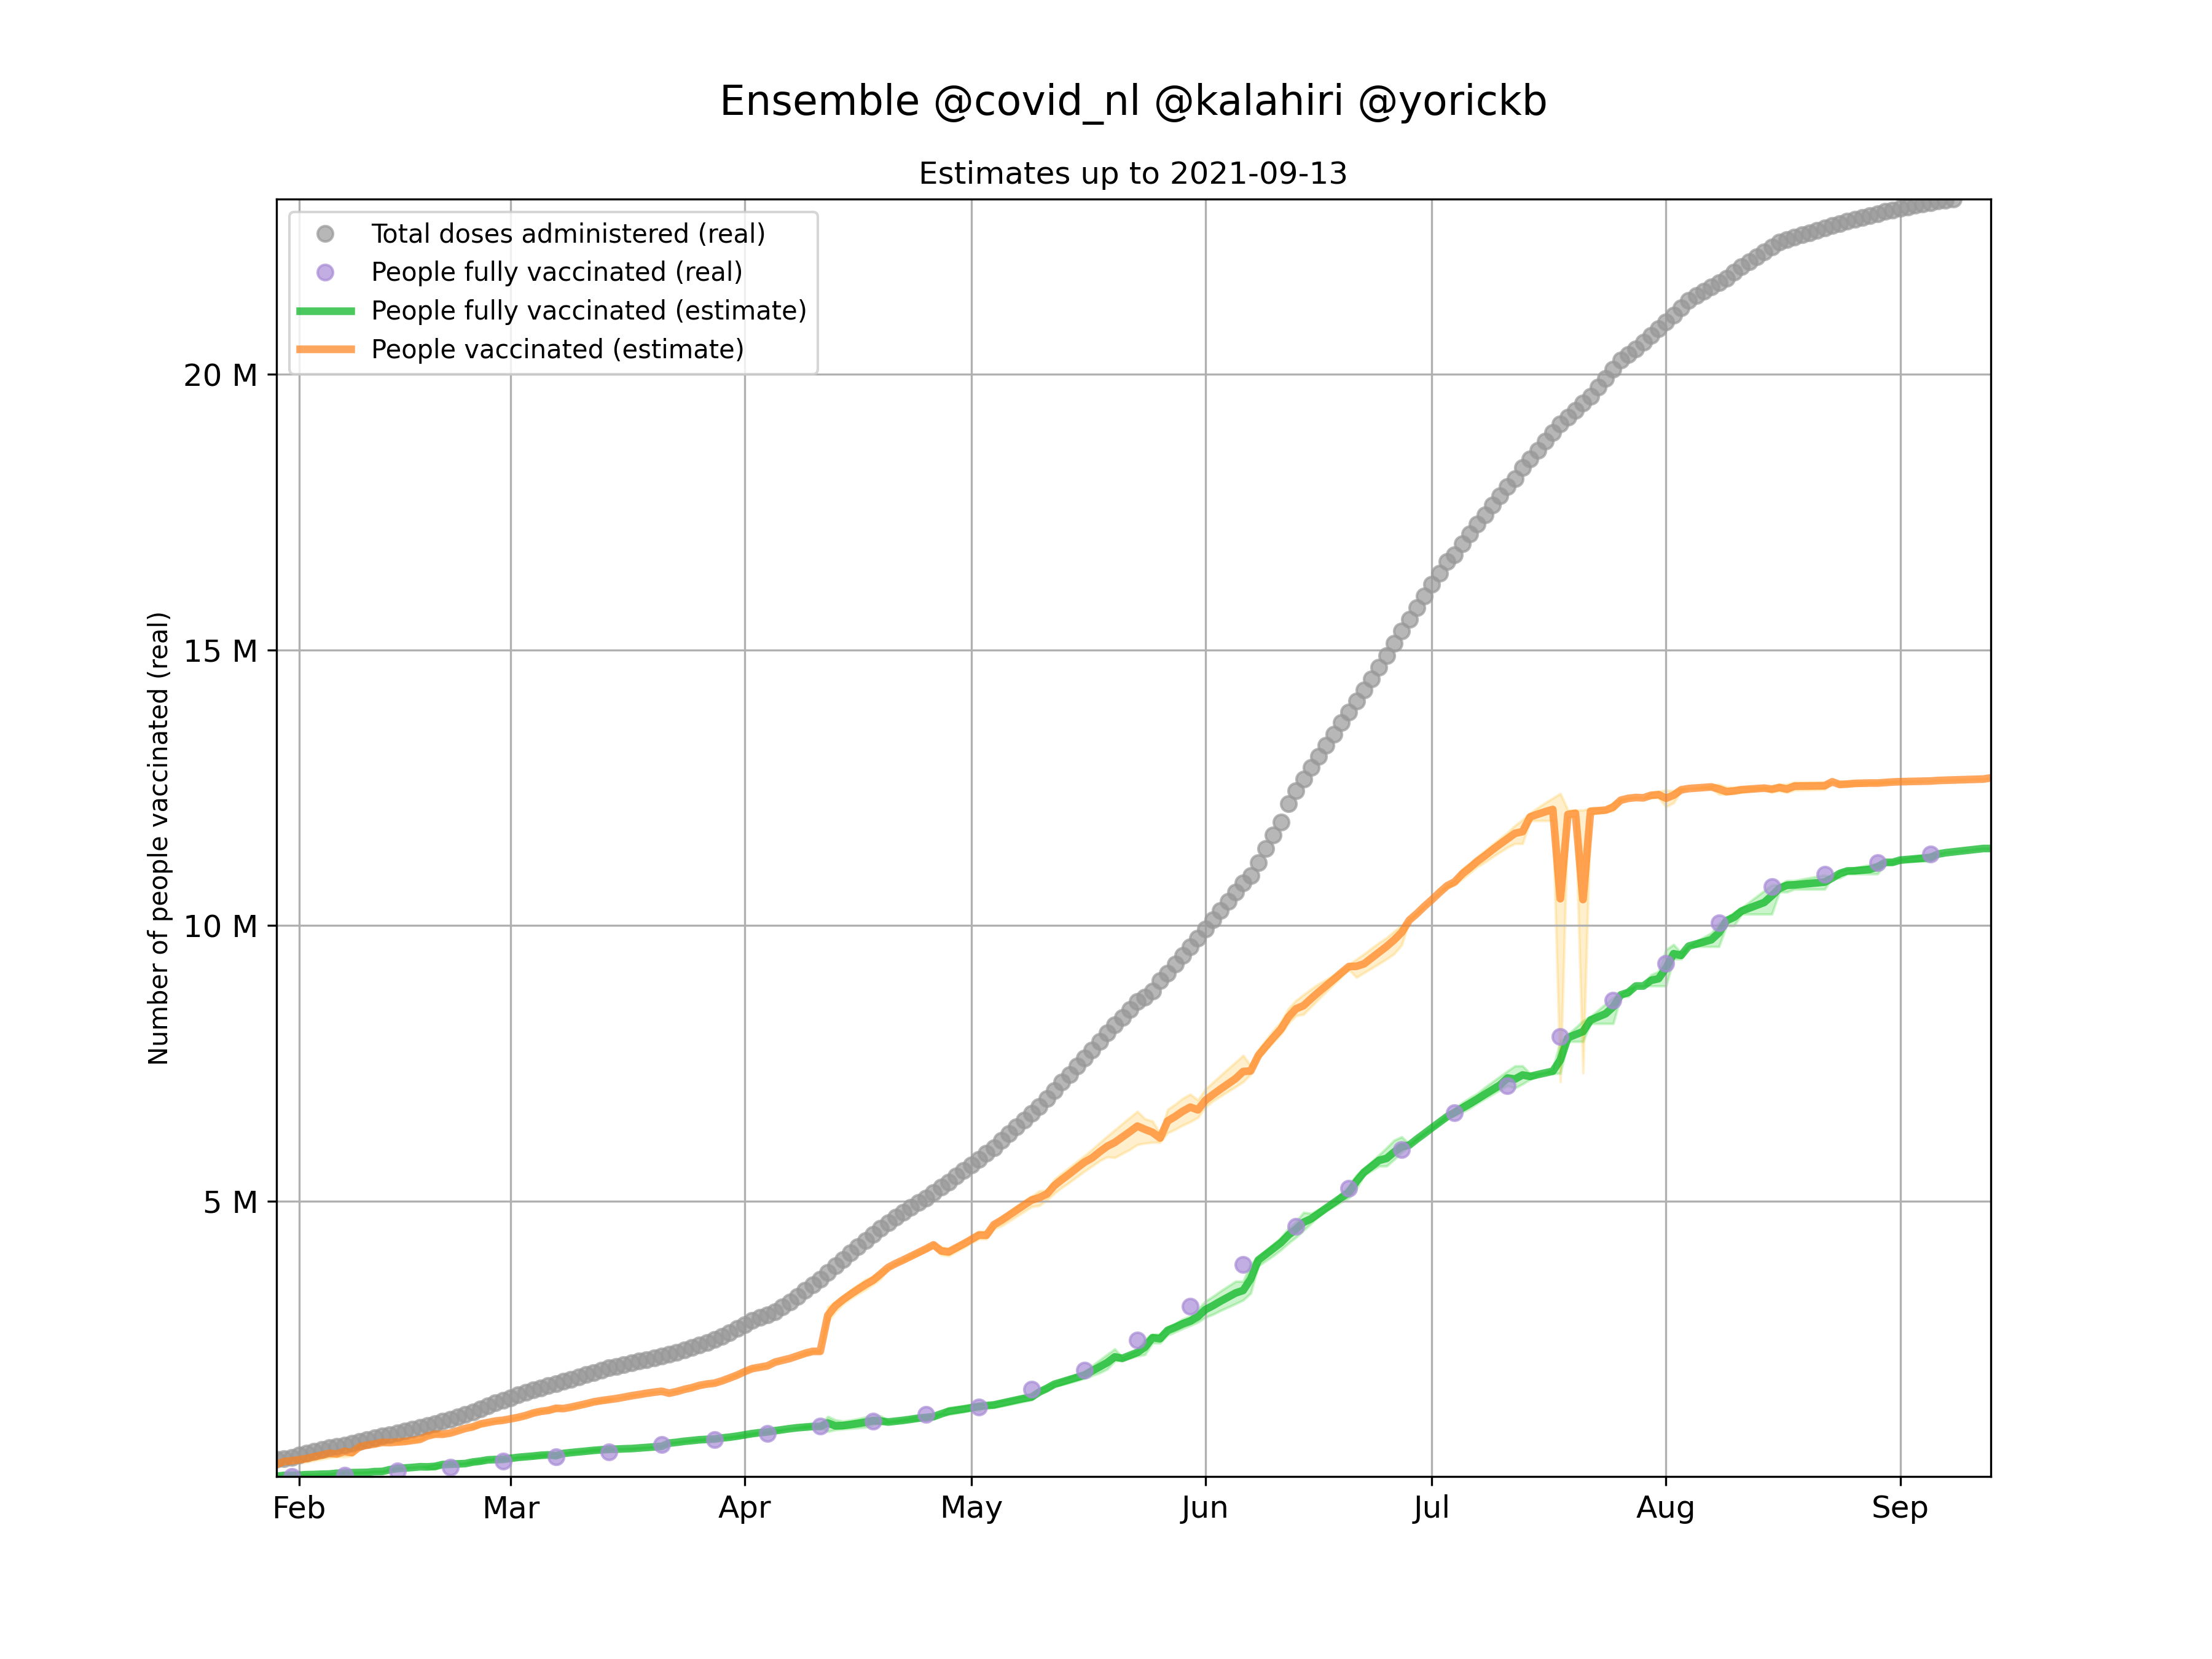 Ensemble @covid_nl @kalahiri @yorickb
Estimates up to 2021-09-13
Total doses administered (real)
People fully vaccinated (real)
People fully vaccinated (estimate)
People vaccinated (estimate)
Number of people vaccinated (real)
20 M
15 M
10 M
5 M
Feb Mar Apr May Jun Jul Aug Sep